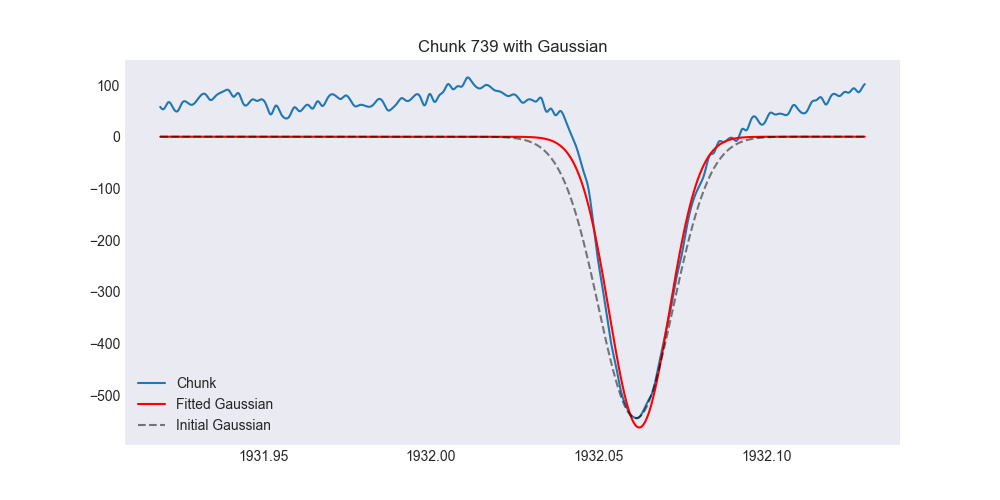 Chunk 739 with Gaussian
100
0
−100
−200
−300
−400
−500
Chunk
Fitted Gaussian
Initial Gaussian
1931.95 1932.00 1932.05 1932.10